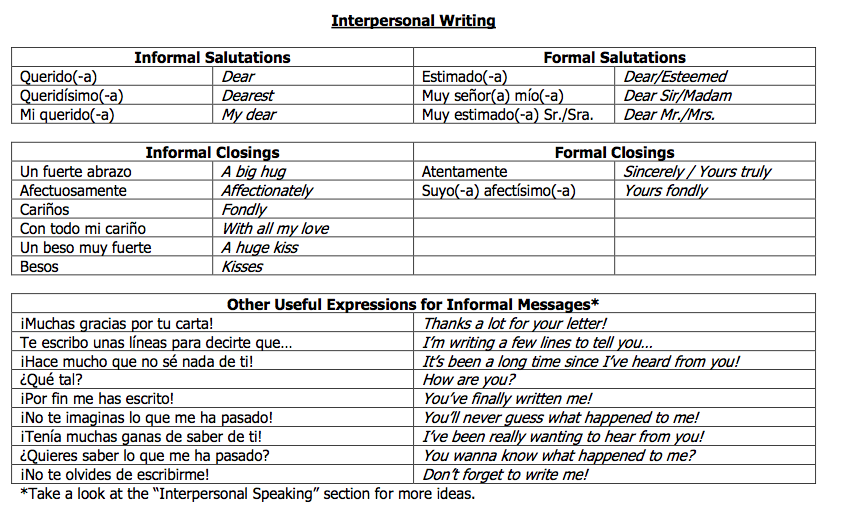 Interpersonal Writing
Informal Salutations Formal Salutations
Querido(-a) Dear Estimado(-a) Dear/Esteemed
Queridísimo(-a) Dearest Muy señor(a) mío(-a) Dear Sir/Madam
Mi querido(-a) My dear Muy estimado(-a) Sr./Sra. Dear Mr./Mrs.
Informal Closings Formal Closings
Un fuerte abrazo A big hug Atentamente Sincerely / Yours truly
Afectuosamente Affectionately Suyo(-a) afectísimo(-a) Yours fondly
Cariños Fondly
Con todo mi cariño With all my love
Un beso muy fuerte A huge kiss
Besos Kisses
Other Useful Expressions for Informal Messages*
¡Muchas gracias por tu carta! Thanks a lot for your letter!
Te escribo unas líneas para decirte que… I'm writing a few lines to tell you…
¡Hace mucho que no sé nada de ti! It's been a long time since I've heard from you!
¿Qué tal? How are you?
¡Por fin me has escrito! You've finally written me!
¡No te imaginas lo que me ha pasado! You'll never guess what happened to me!
¡Tenía muchas ganas de saber de ti! I've been really wanting to hear from you!
¿Quieres saber lo que me ha pasado? You wanna know what happened to me?
¡No te olvides de escribirme! Don't forget to write me!
*Take a look at the "Interpersonal Speaking" section for more ideas.